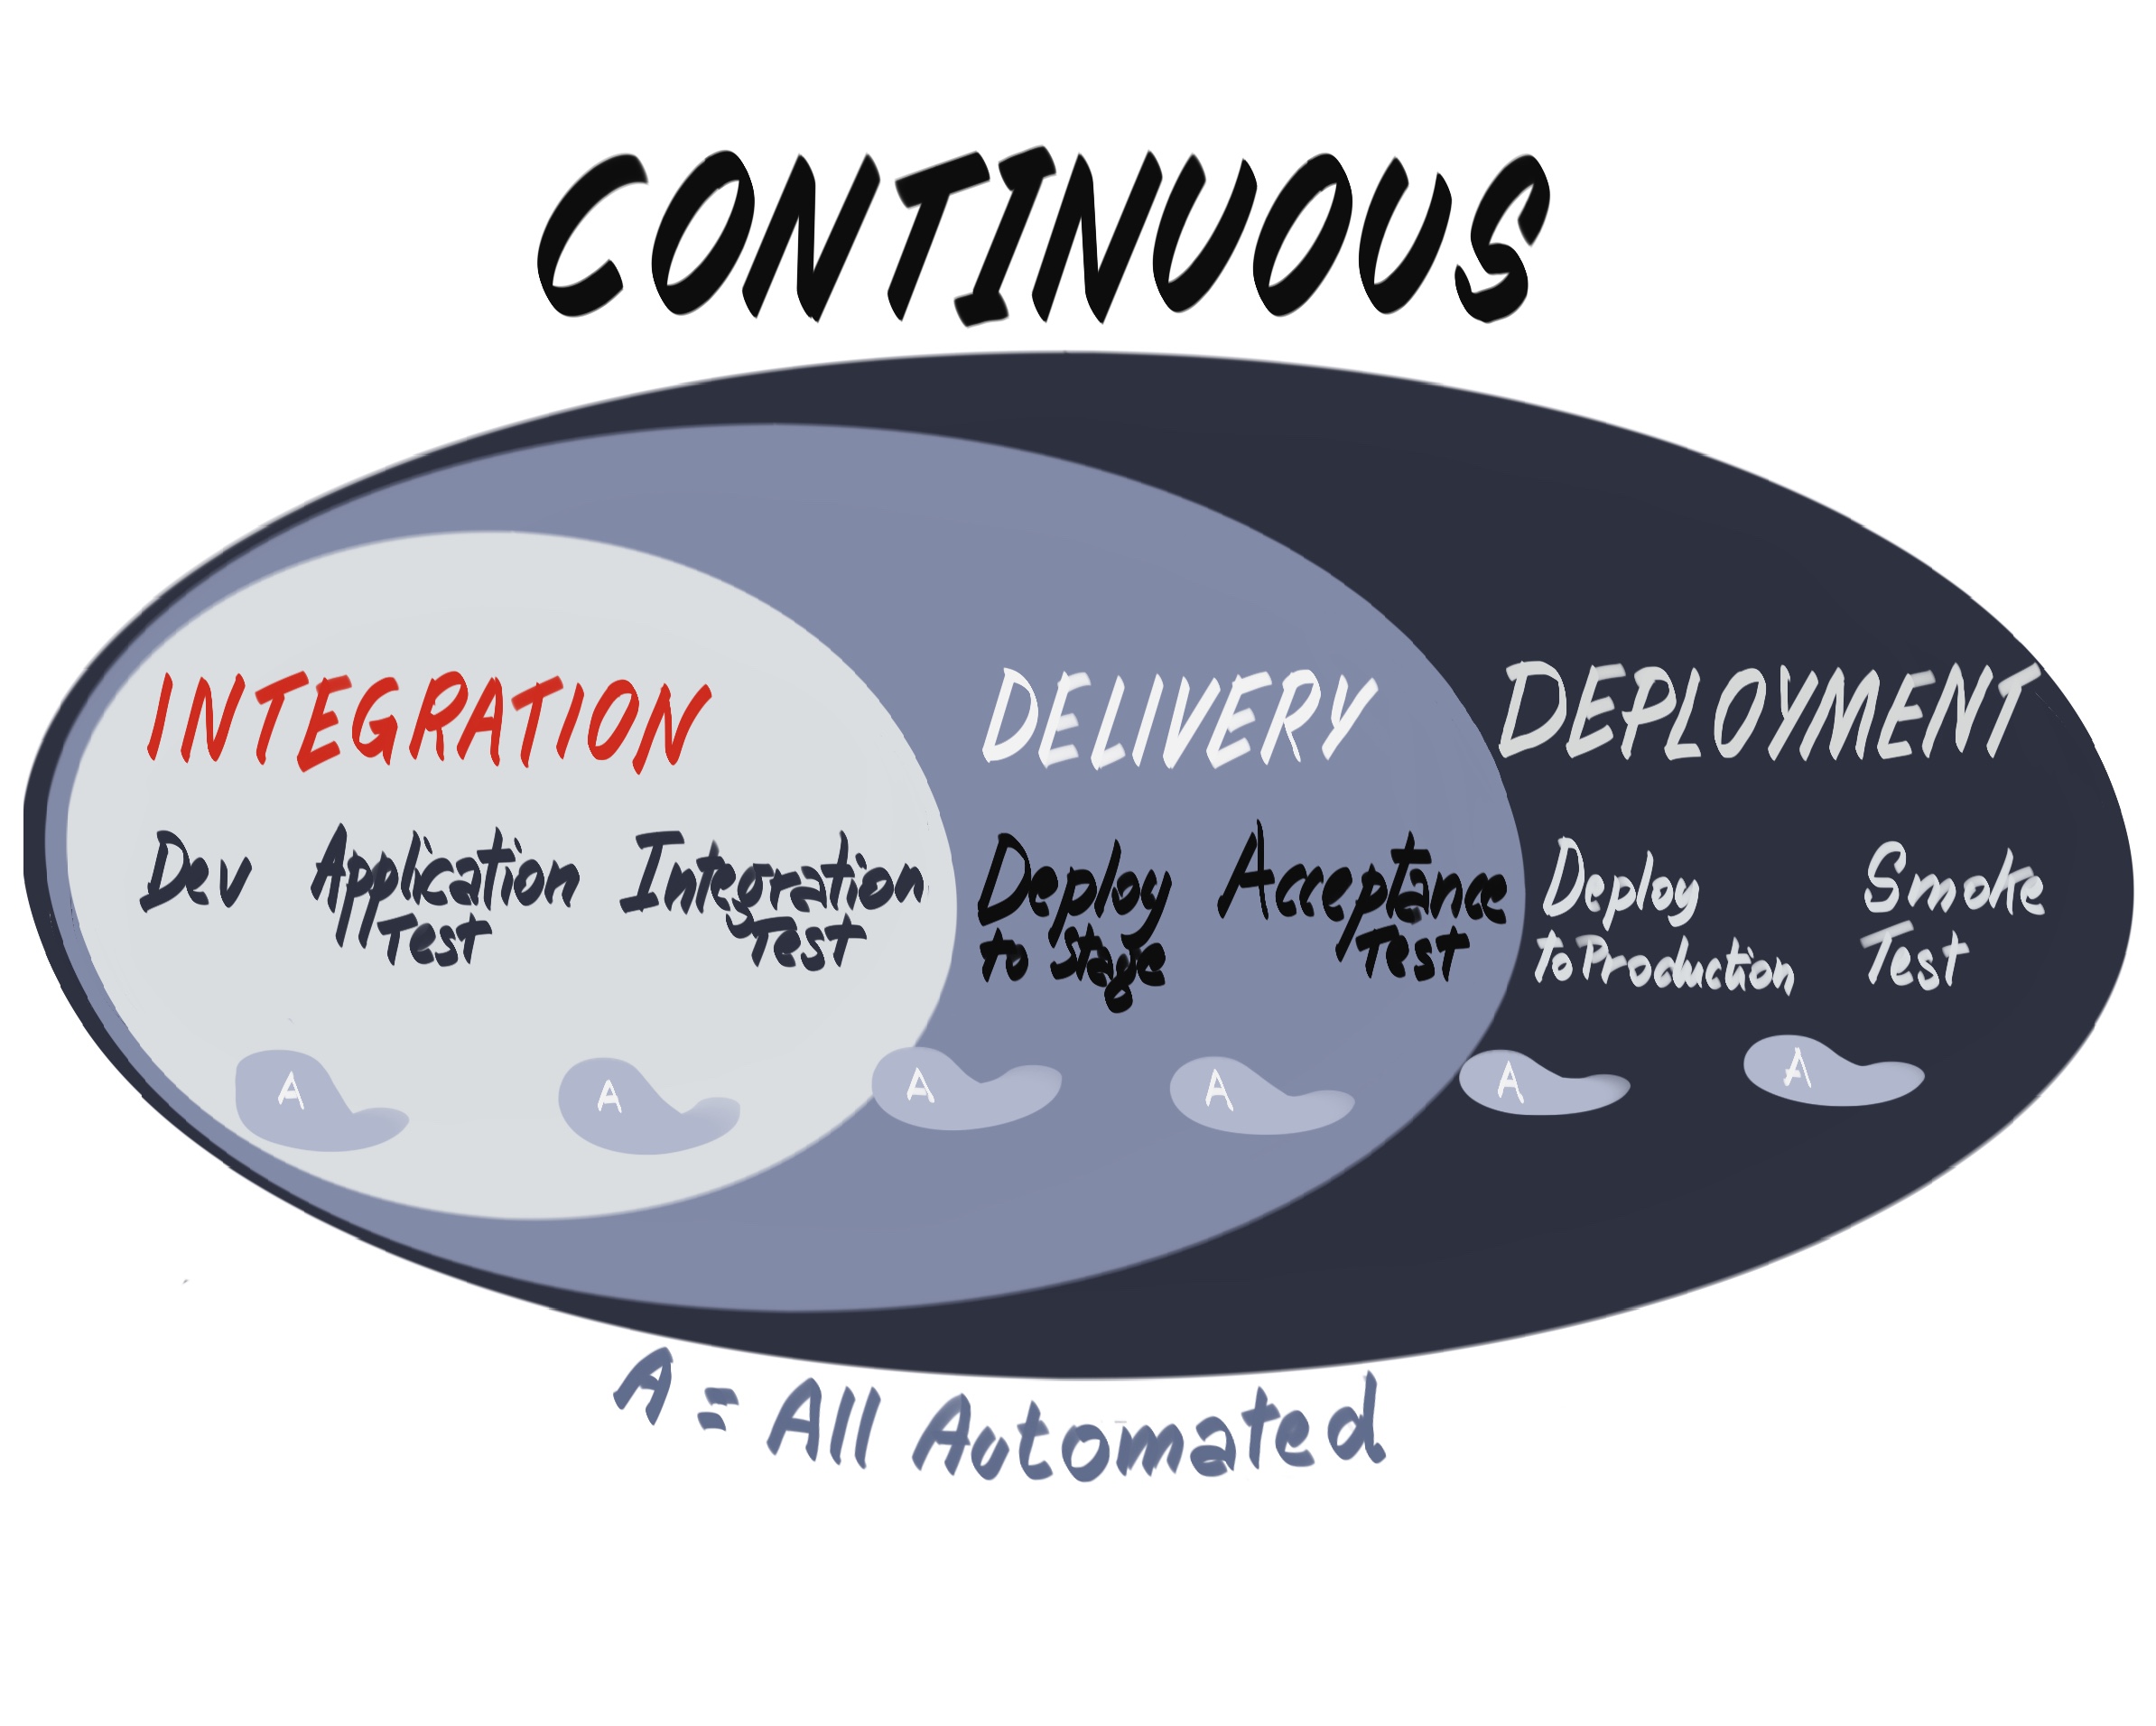 CONTINUOUS
INTEGRATION DELIVERY DEPLOYMENT
Dev Application Integration Deploy Acceptance Deploy Smoke
Test Test to Stage Test to Production Test
A A A A A A
A = All Automated